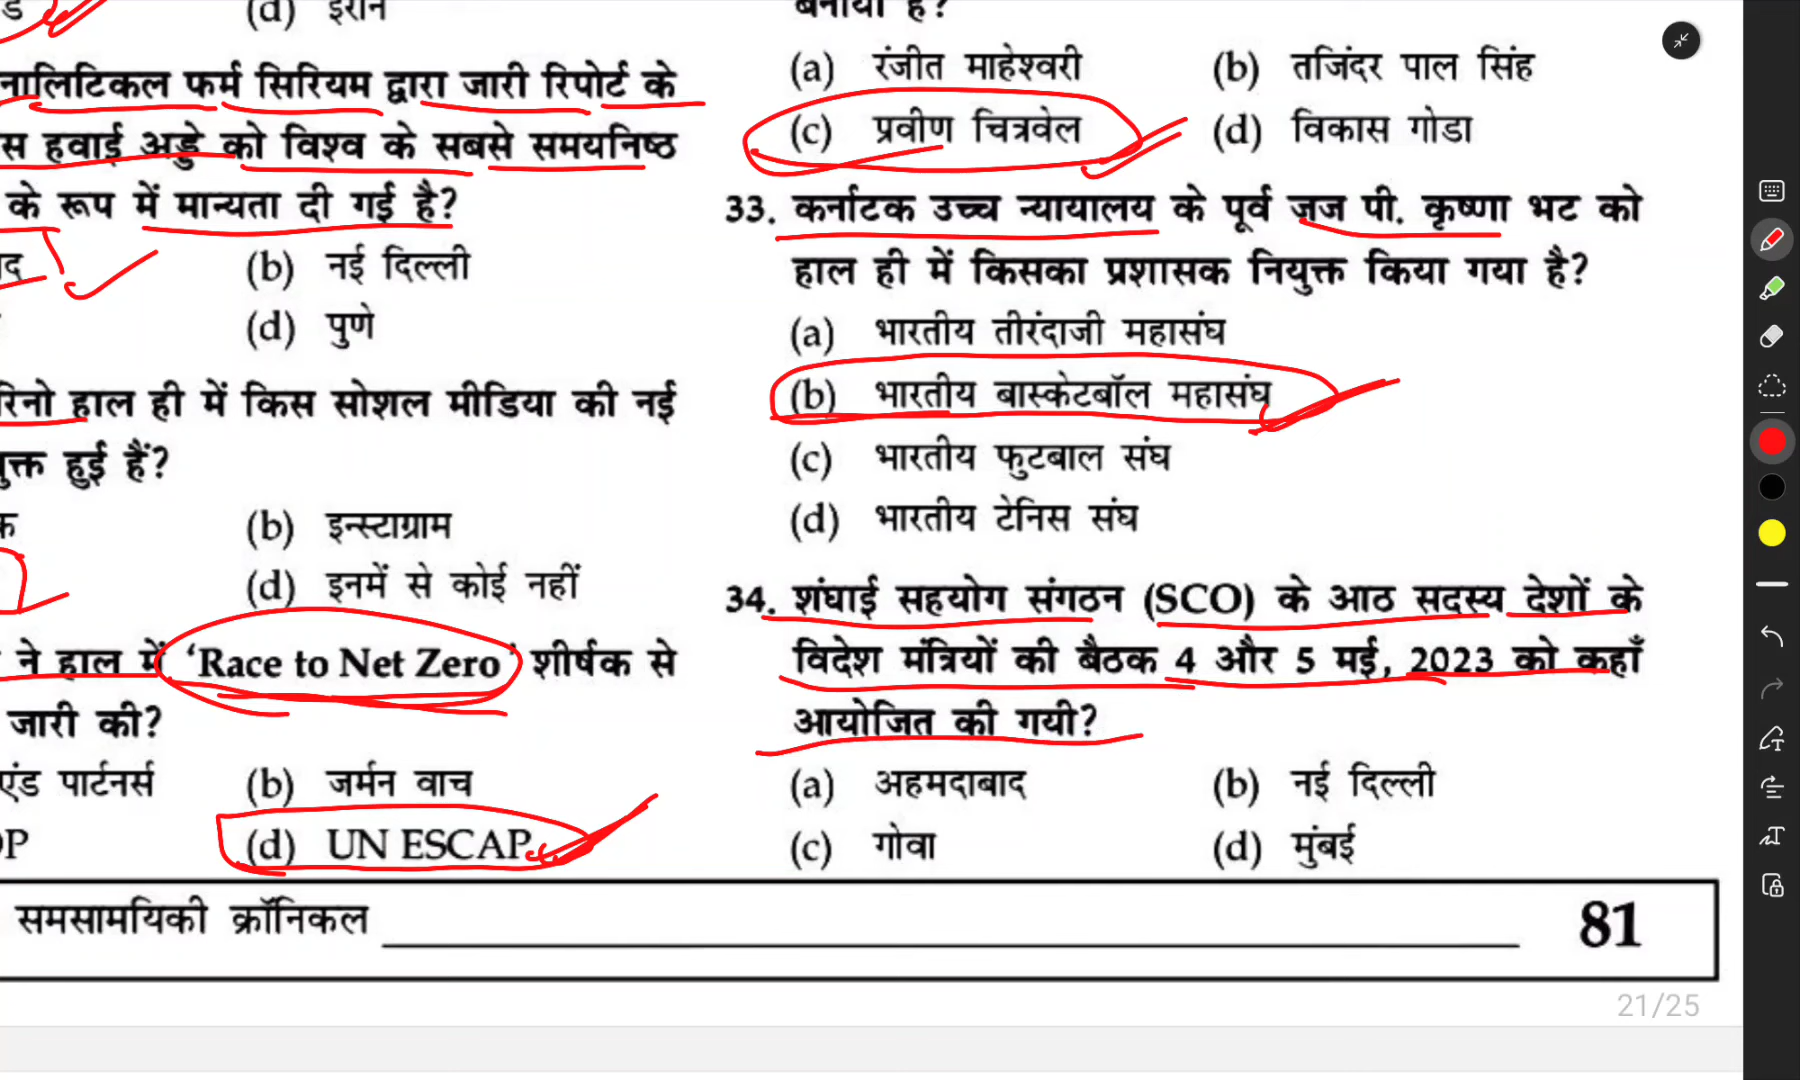 (d) इरान
नालिटिकल फर्म सिरियम द्वारा जारी रिपोर्ट के
स हवाई अड्डे को विश्व के सबसे समयनिष्ठ
के रूप में मान्यता दी गई है?
द (b) नई दिल्ली
(d) पुणे
रिनो हाल ही में किस सोशल मीडिया की नई
युक्त हुई हैं?
क (b) इन्स्टाग्राम
(d) इनमें से कोई नहीं
ने हाल में 'Race to Net Zero' शीर्षक से
जारी की?
एंड पार्टनर्स (b) जर्मन वाच
OP (d) UN ESCAP
बनाया है?
(a) रंजीत माहेश्वरी (b) तजिंदर पाल सिंह
(c) प्रवीण चित्रवेल (d) विकास गोडा
33. कर्नाटक उच्च न्यायालय के पूर्व जज पी. कृष्णा भट को
हाल ही में किसका प्रशासक नियुक्त किया गया है?
(a) भारतीय तीरंदाजी महासंघ
(b) भारतीय बास्केटबॉल महासंघ
(c) भारतीय फुटबाल संघ
(d) भारतीय टेनिस संघ
34. शंघाई सहयोग संगठन (SCO) के आठ सदस्य देशों के
विदेश मंत्रियों की बैठक 4 और 5 मई, 2023 को कहाँ
आयोजित की गयी?
(a) अहमदाबाद (b) नई दिल्ली
(c) गोवा (d) मुंबई
समसामयिकी क्रॉनिकल 81
21/25